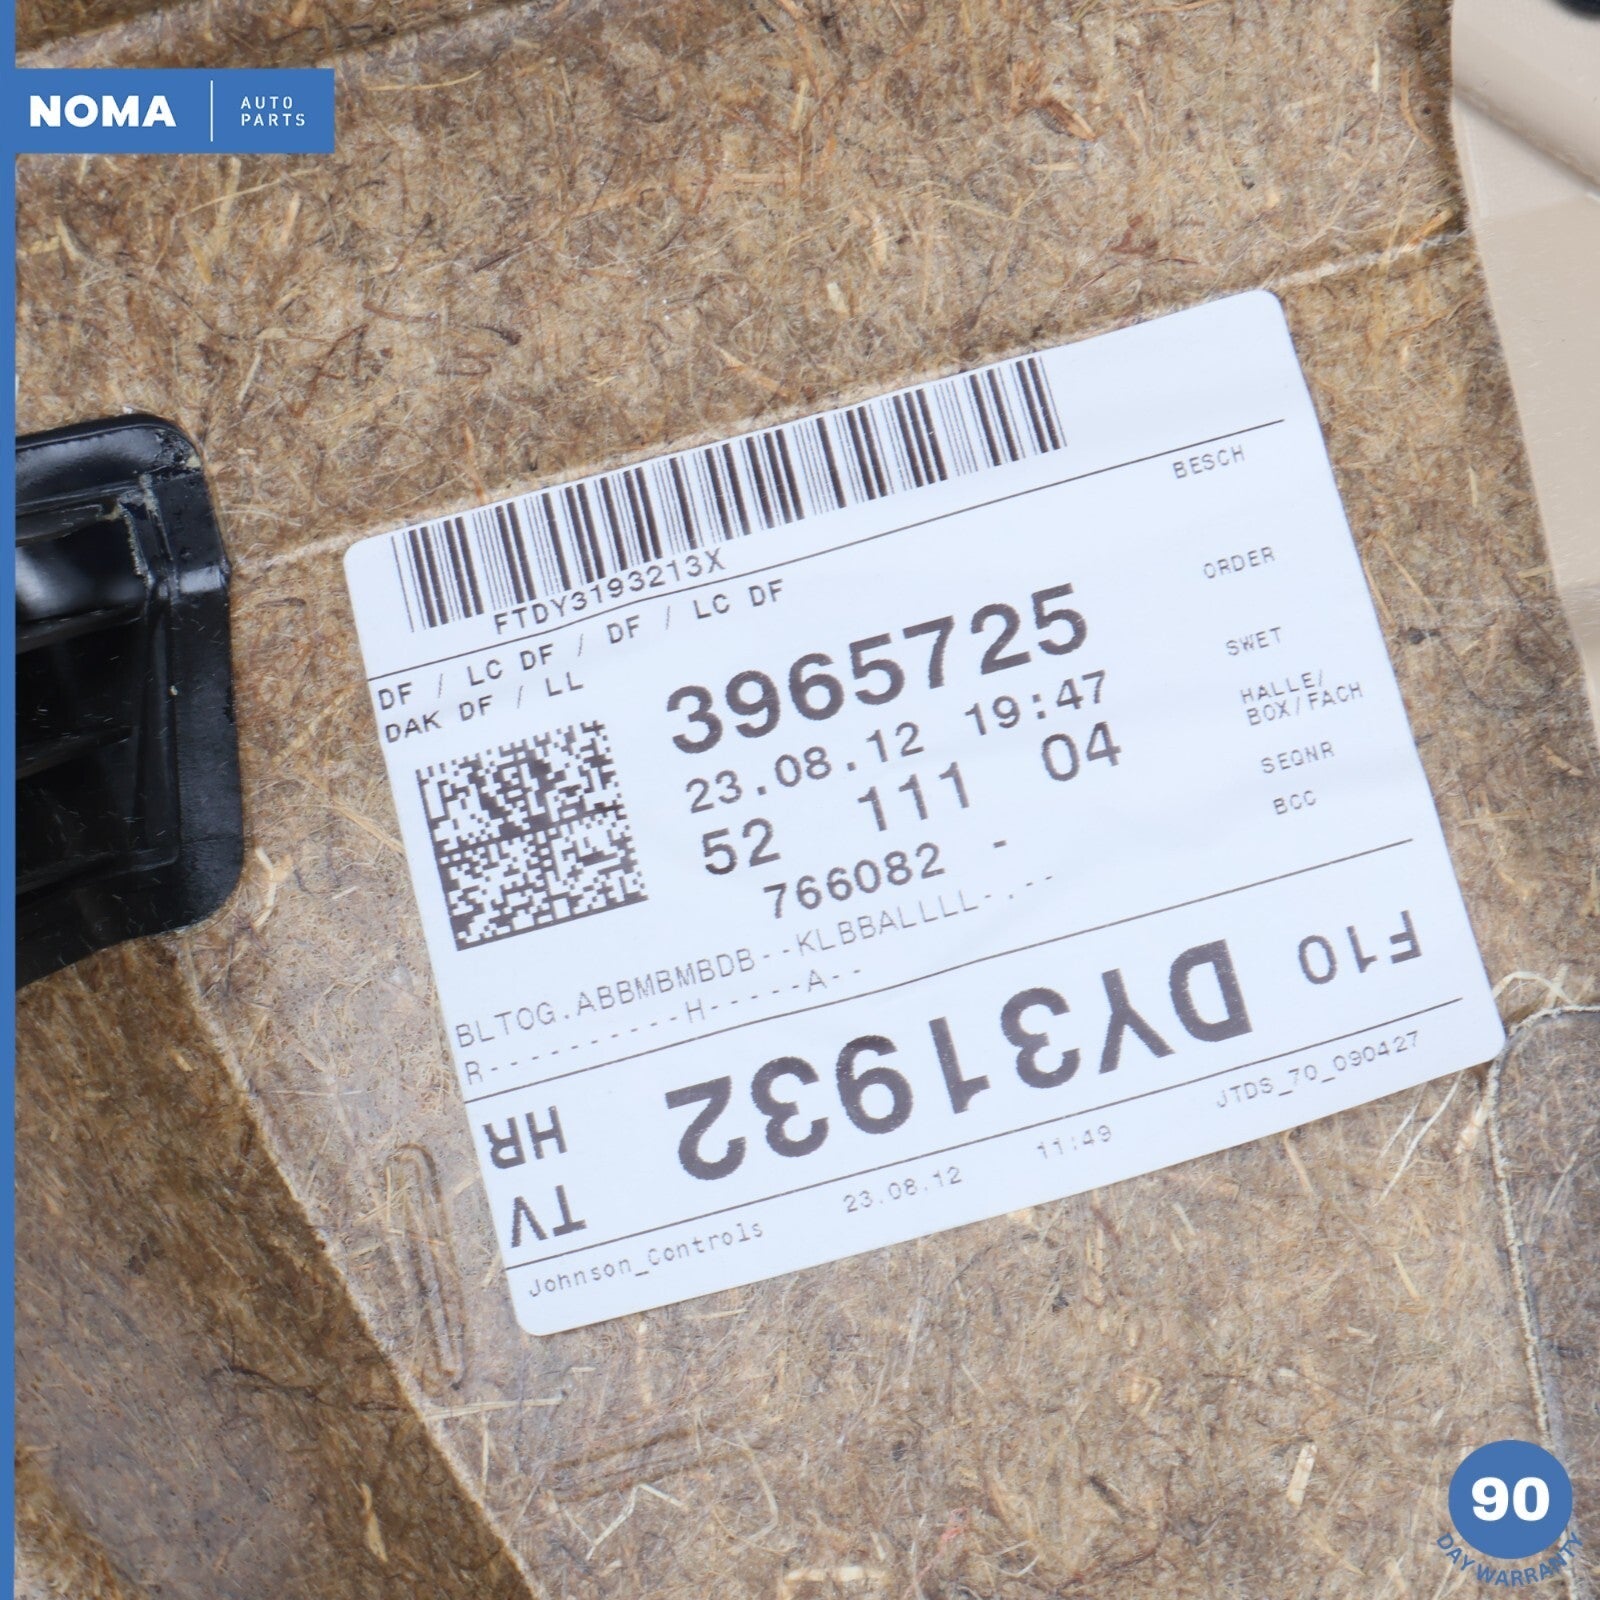 NOMA
AUTO
PARTS
FTDY3193213X
BESCH
DF / LC DF / DF / LC DF
DAK DF / LL
3965725
ORDER
23.08.12 19:47
SWET
52 111 04
HALLE/
BOX/FACH
766082 -
SEQNR
BCC
BLTOG.ABBMBMBDB--KLBBALLLL-.--
R---------H-----A--
F10 DY31932
HR
TV
Johnson_Controls 23.08.12 11:49 JTDS_70_090427
90
DAY WARRANTY